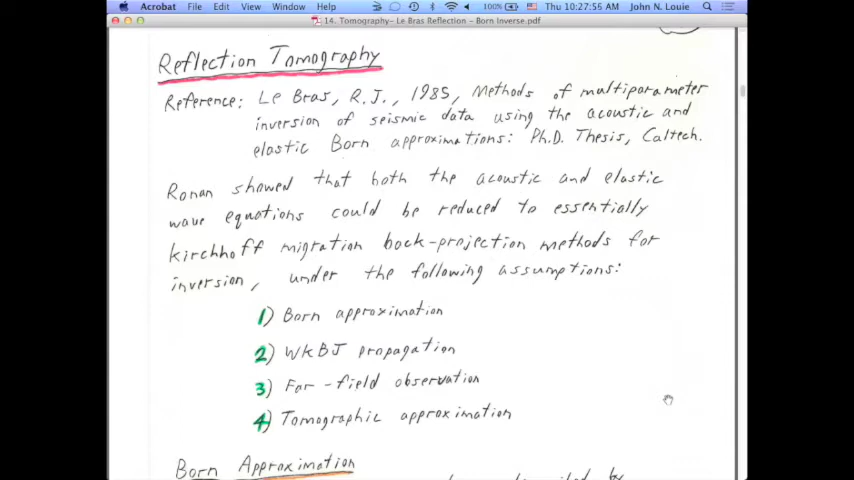 Acrobat File Edit View Window Help 100% Thu 10:27:55 AM John N. Louie
14. Tomography- Le Bras Reflection - Born Inverse.pdf
Reflection Tomography
Reference: Le Bras, R.J., 1985, Methods of multiparameter
inversion of seismic data using the acoustic and
elastic Born approximations: Ph.D. Thesis, Caltech.
Ronan showed that both the acoustic and elastic
wave equations could be reduced to essentially
Kirchhoff migration back-projection methods for
inversion, under the following assumptions:
1) Born approximation
2) WKBJ propagation
3) Far-field observation
4) Tomographic approximation
Born Approximation